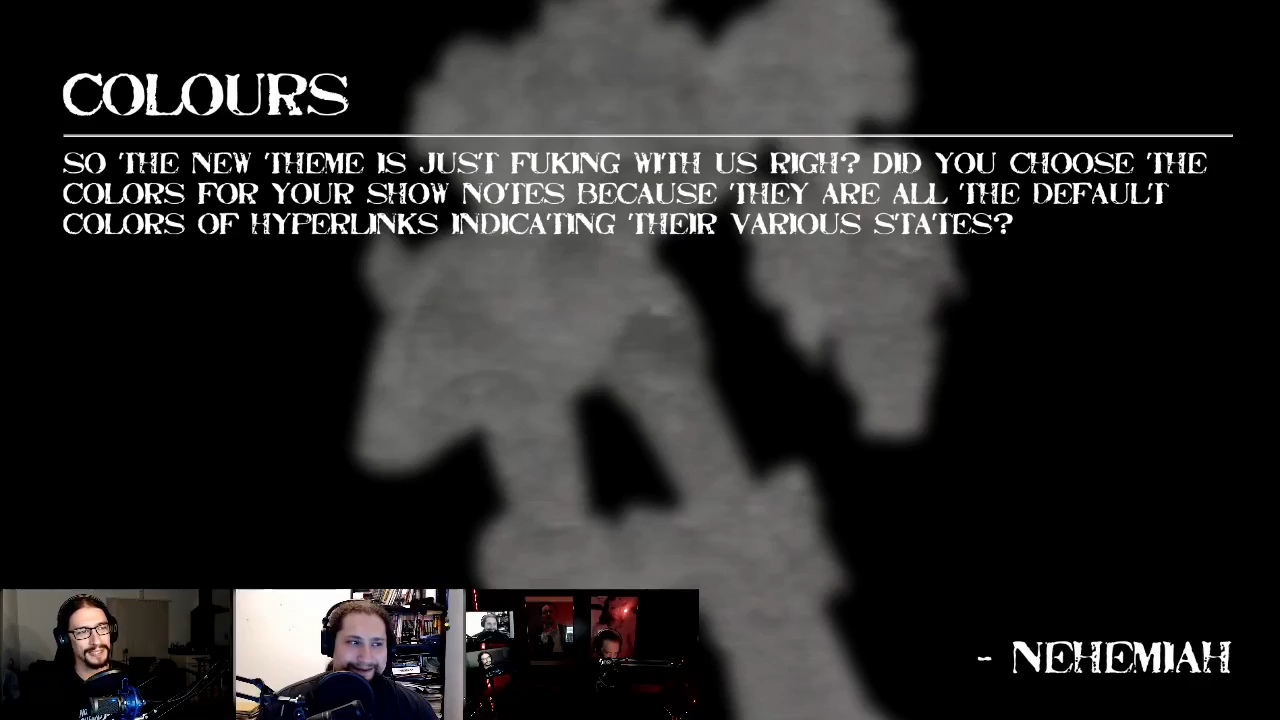 COLOURS
SO THE NEW THEME IS JUST FUKING WITH US RIGH? DID YOU CHOOSE THE
COLORS FOR YOUR SHOW NOTES BECAUSE THEY ARE ALL THE DEFAULT
COLORS OF HYPERLINKS INDICATING THEIR VARIOUS STATES?
- NEHEMIAH